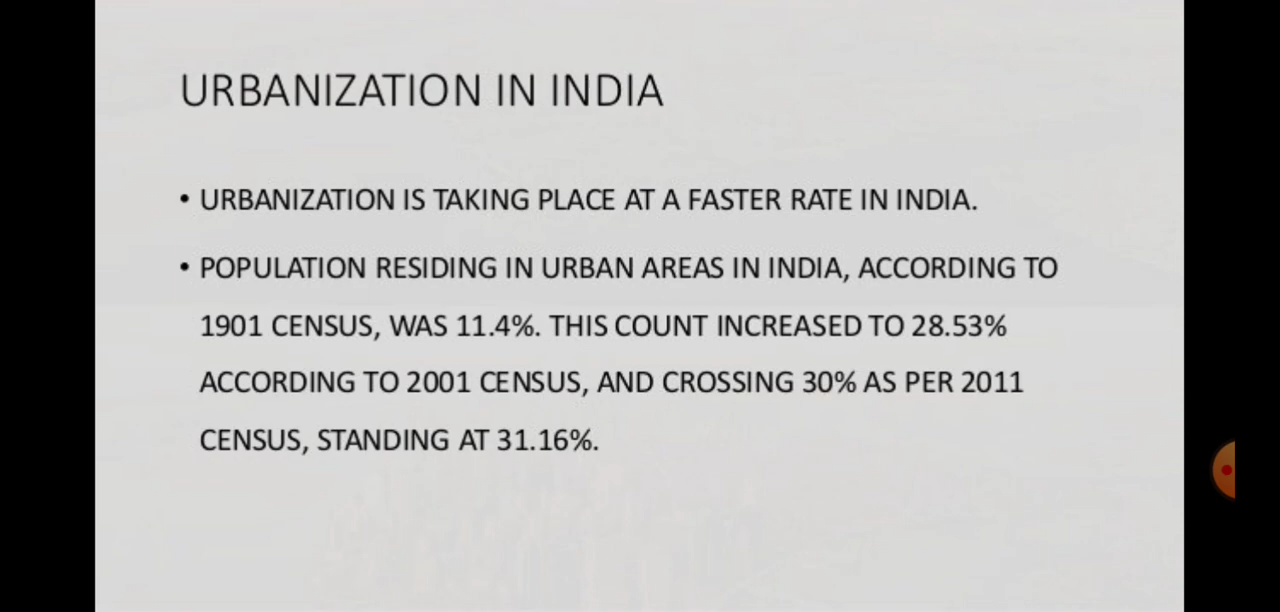 URBANIZATION IN INDIA
• URBANIZATION IS TAKING PLACE AT A FASTER RATE IN INDIA.
• POPULATION RESIDING IN URBAN AREAS IN INDIA, ACCORDING TO
1901 CENSUS, WAS 11.4%. THIS COUNT INCREASED TO 28.53%
ACCORDING TO 2001 CENSUS, AND CROSSING 30% AS PER 2011
CENSUS, STANDING AT 31.16%.